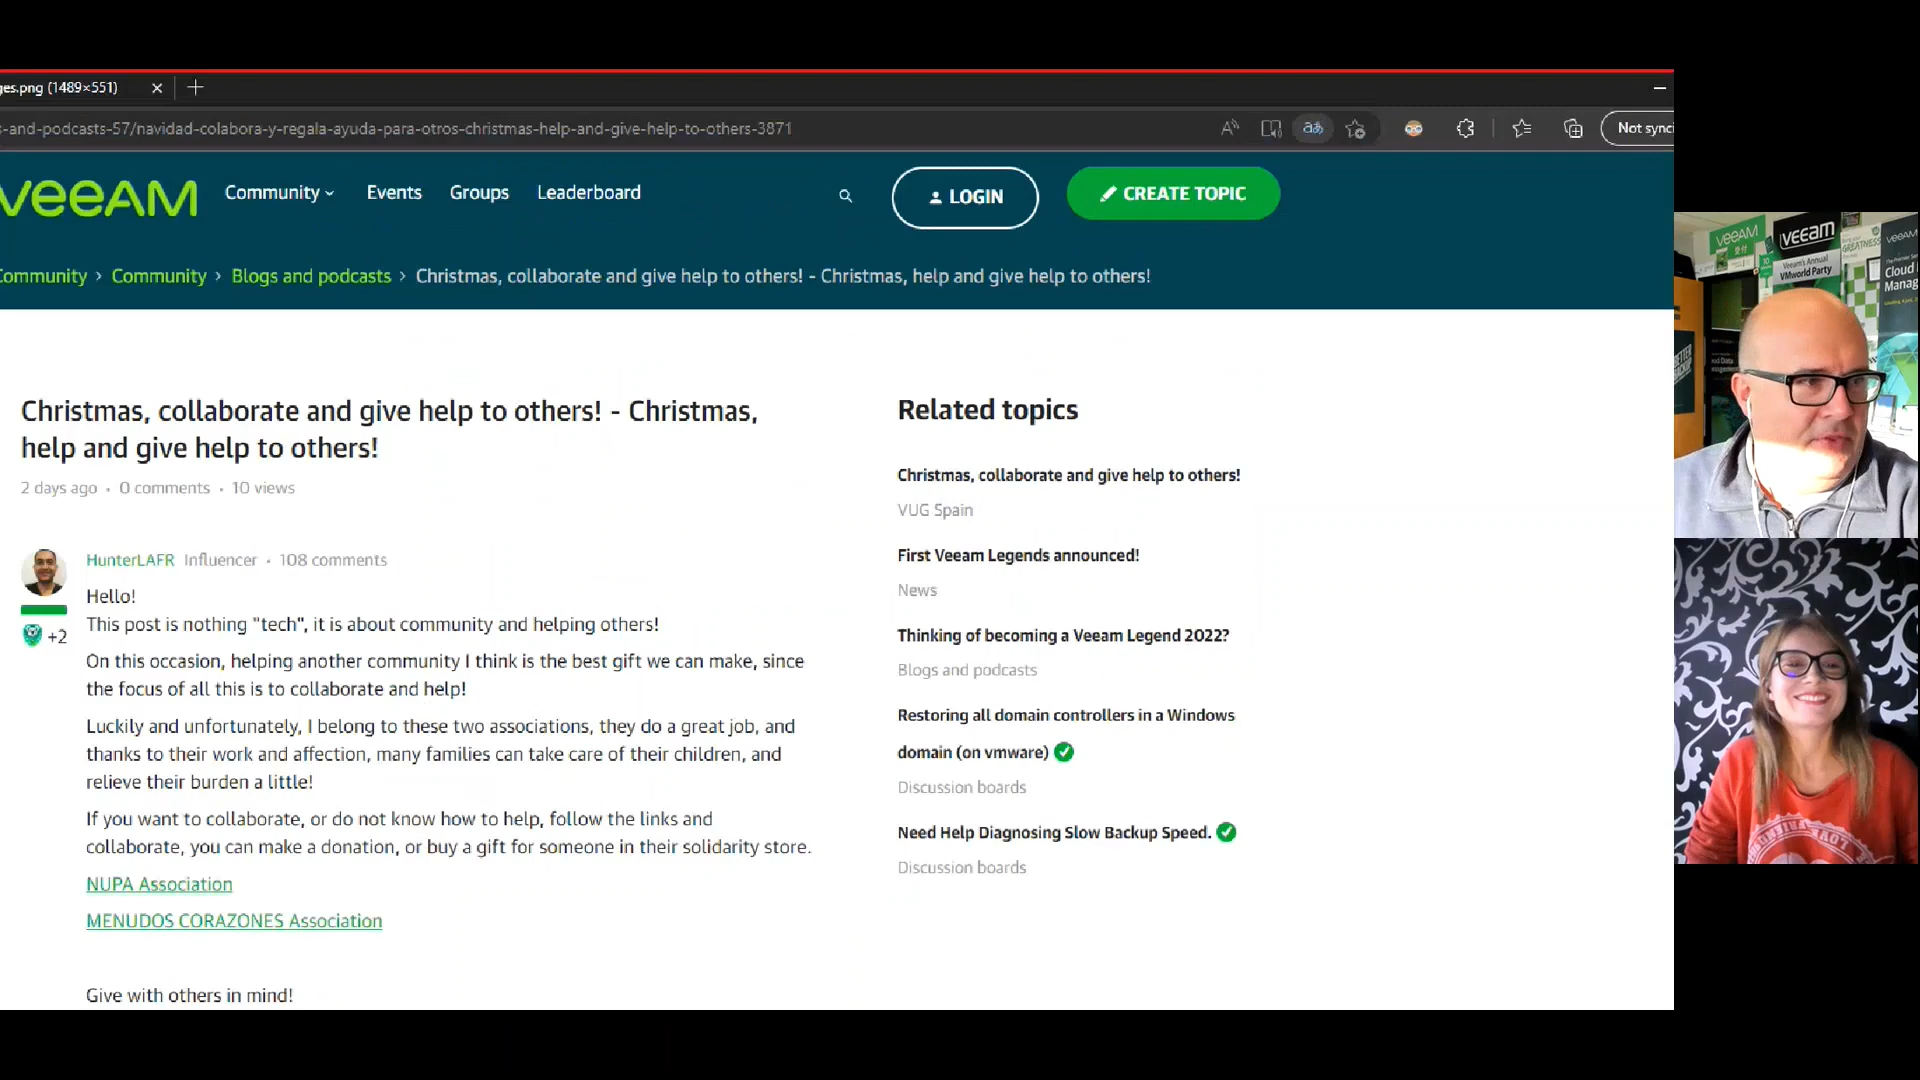 ges.png (1489×551)
s-and-podcasts-57/navidad-colabora-y-regala-ayuda-para-otros-christmas-help-and-give-help-to-others-3871
Not synci
VEEAM
Community
Events
Groups
Leaderboard
LOGIN
CREATE TOPIC
Community > Community > Blogs and podcasts > Christmas, collaborate and give help to others! - Christmas, help and give help to others!
Christmas, collaborate and give help to others! - Christmas,
help and give help to others!
2 days ago • 0 comments • 10 views
HunterLAFR Influencer • 108 comments
+2
Hello!
This post is nothing "tech", it is about community and helping others!
On this occasion, helping another community I think is the best gift we can make, since
the focus of all this is to collaborate and help!
Luckily and unfortunately, I belong to these two associations, they do a great job, and
thanks to their work and affection, many families can take care of their children, and
relieve their burden a little!
If you want to collaborate, or do not know how to help, follow the links and
collaborate, you can make a donation, or buy a gift for someone in their solidarity store.
NUPA Association
MENUDOS CORAZONES Association
Give with others in mind!
Related topics
Christmas, collaborate and give help to others!
VUG Spain
First Veeam Legends announced!
News
Thinking of becoming a Veeam Legend 2022?
Blogs and podcasts
Restoring all domain controllers in a Windows
domain (on vmware)
Discussion boards
Need Help Diagnosing Slow Backup Speed.
Discussion boards
veeAM
veeam
Veeam's Annual
VMworld Party
GREATNESS
veeAM
Cloud
Manag